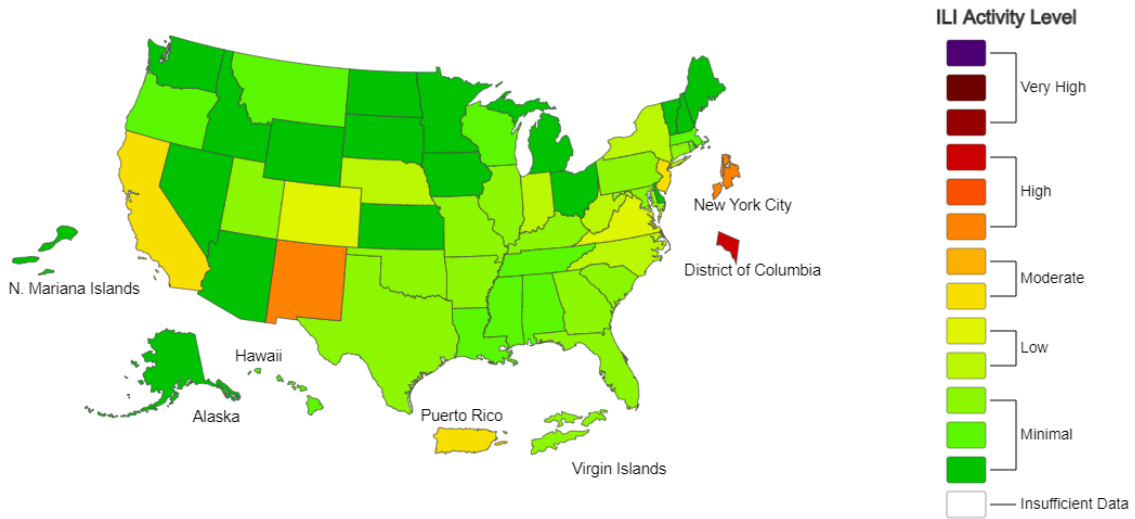 ILI Activity Level
Very High
High
New York City
District of Columbia
Moderate
N. Mariana Islands
Low
Hawaii
Alaska
Puerto Rico
Minimal
Virgin Islands
Insufficient Data